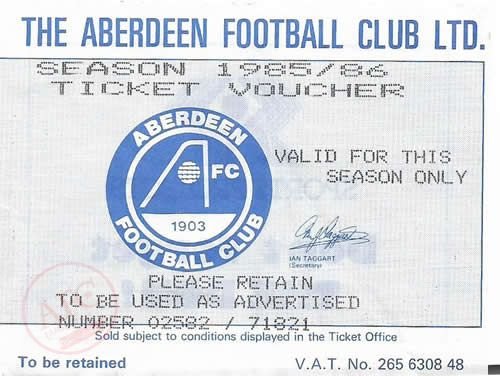 THE ABERDEEN FOOTBALL CLUB LTD.
SEASON 1985/86
TICKET VOUCHER
ABERDEEN
FC
1903
FOOTBALL CLUB
VALID FOR THIS
SEASON ONLY
IAN TAGGART
(Secretary)
PLEASE RETAIN
TO BE USED AS ADVERTISED
NUMBER 02582 / 71821
Sold subject to conditions displayed in the Ticket Office
To be retained
V.A.T. No. 265 6308 48